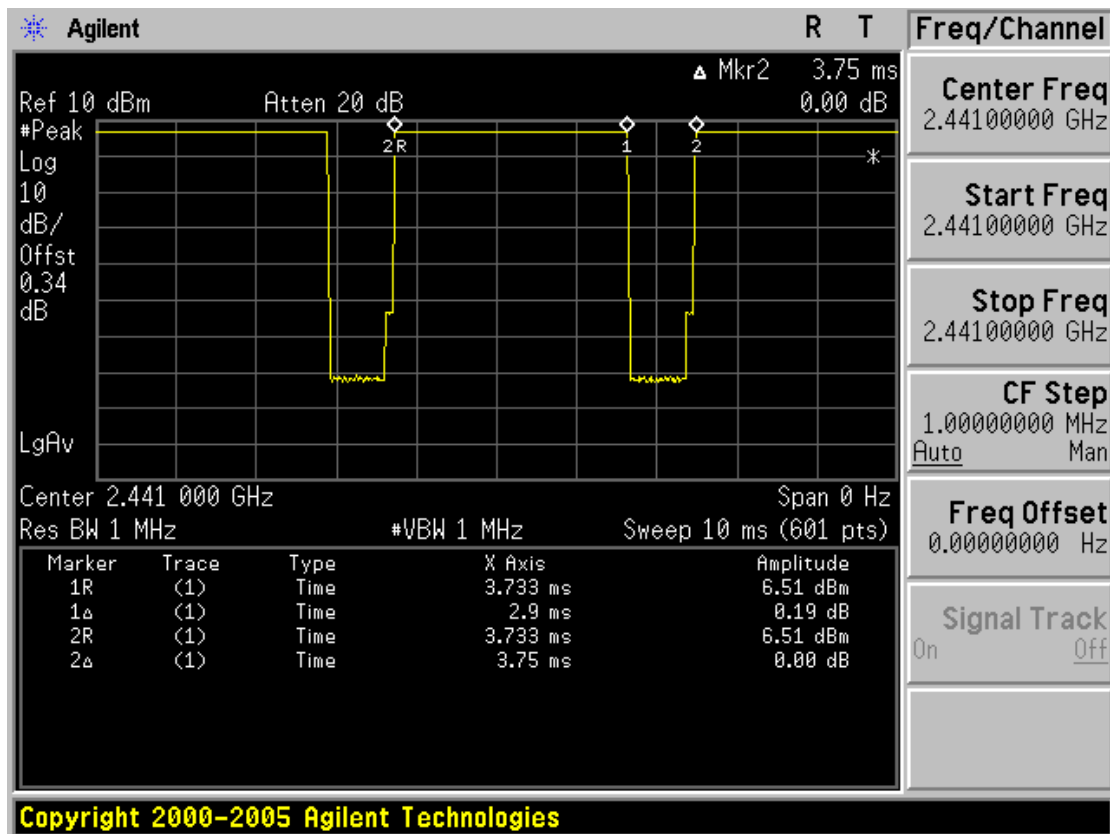 Agilent R T
Δ Mkr2 3.75 ms
Ref 10 dBm Atten 20 dB 0.00 dB
#Peak
Log
10
dB/
Offst
0.34
dB
LgAv
2R 1 2
*
Center 2.441 000 GHz Span 0 Hz
Res BW 1 MHz #VBW 1 MHz Sweep 10 ms (601 pts)
Marker Trace Type X Axis Amplitude
1R (1) Time 3.733 ms 6.51 dBm
1Δ (1) Time 2.9 ms 0.19 dB
2R (1) Time 3.733 ms 6.51 dBm
2Δ (1) Time 3.75 ms 0.00 dB
Freq/Channel
Center Freq
2.44100000 GHz
Start Freq
2.44100000 GHz
Stop Freq
2.44100000 GHz
CF Step
1.00000000 MHz
Auto Man
Freq Offset
0.00000000 Hz
Signal Track
On Off
Copyright 2000-2005 Agilent Technologies